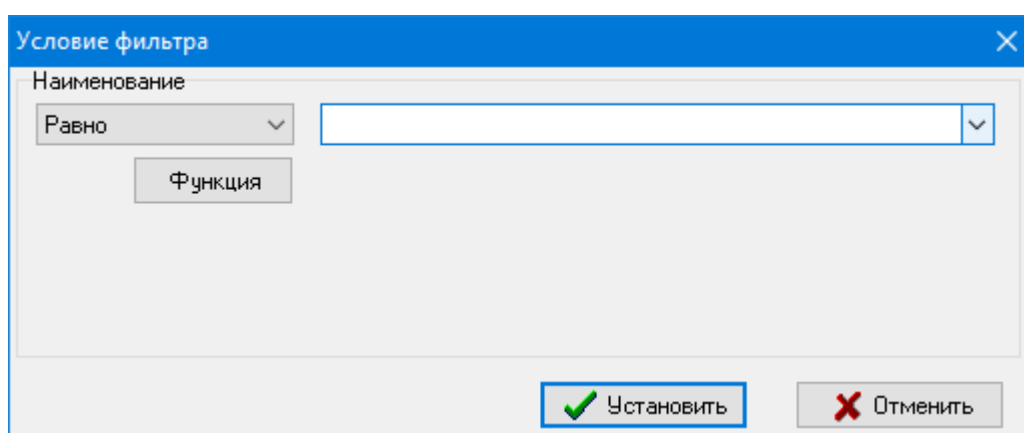 Условие фильтра
Наименование
Равно
Функция
Установить
Отменить